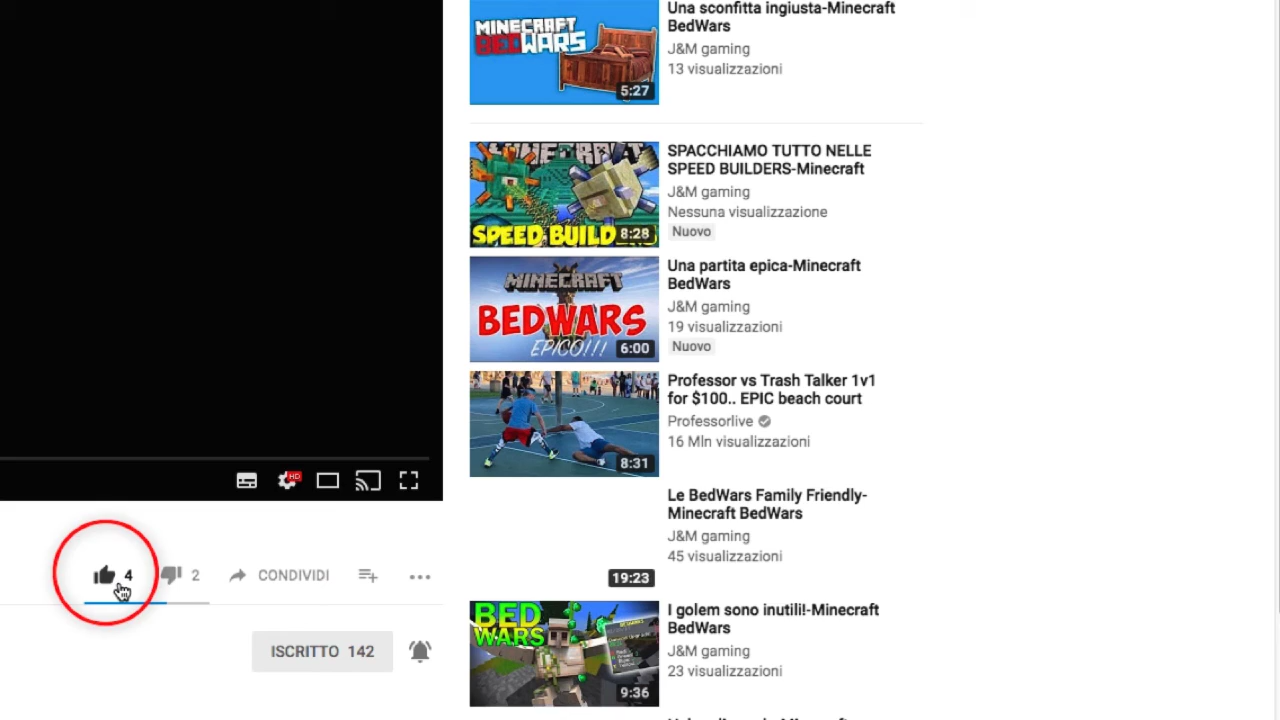 Una sconfitta ingiusta-Minecraft
BedWars
J&M gaming
13 visualizzazioni
MINECRAFT
BED WARS
5:27
SPACCHIAMO TUTTO NELLE
SPEED BUILDERS-Minecraft
J&M gaming
Nessuna visualizzazione
Nuovo
MINECRAFT
SPEED BUILD
8:28
Una partita epica-Minecraft
BedWars
J&M gaming
19 visualizzazioni
Nuovo
MINECRAFT
BEDWARS
EPICO!!!
6:00
Professor vs Trash Talker 1v1
for $100.. EPIC beach court
Professorlive
16 Mln visualizzazioni
8:31
HD
Le BedWars Family Friendly-
Minecraft BedWars
J&M gaming
45 visualizzazioni
19:23
4
2
CONDIVIDI
ISCRITTO 142
I golem sono inutili!-Minecraft
BedWars
J&M gaming
23 visualizzazioni
BED
WARS
9:36